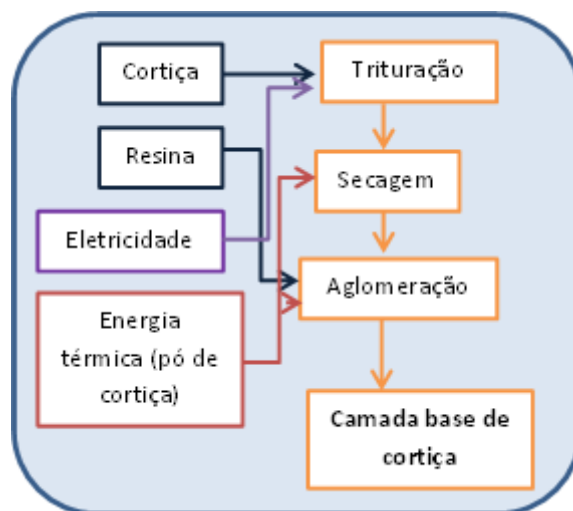 Cortiça
Trituração
Resina
Secagem
Eletricidade
Aglomeração
Energia
térmica (pó de
cortiça)
Camada base de
cortiça